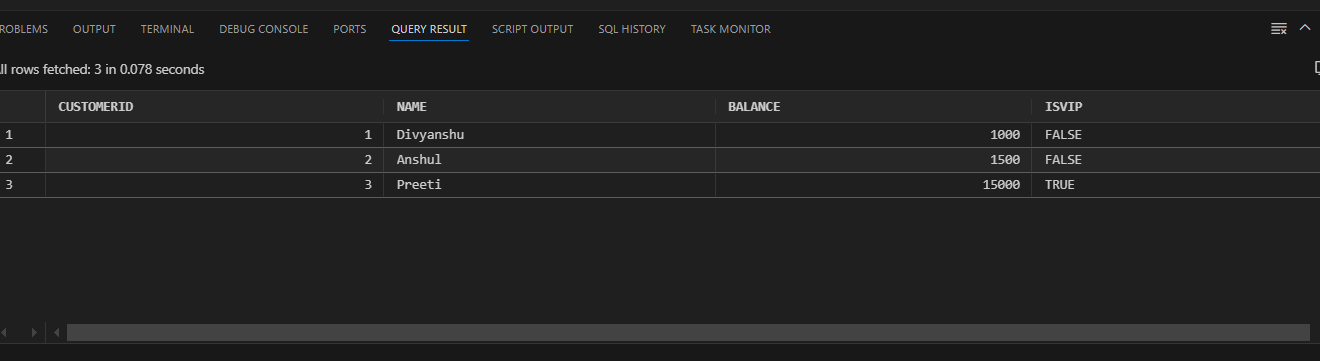 ROBLEMS OUTPUT TERMINAL DEBUG CONSOLE PORTS QUERY RESULT SCRIPT OUTPUT SQL HISTORY TASK MONITOR
ll rows fetched: 3 in 0.078 seconds
CUSTOMERID NAME BALANCE ISVIP
1 1 Divyanshu 1000 FALSE
2 2 Anshul 1500 FALSE
3 3 Preeti 15000 TRUE